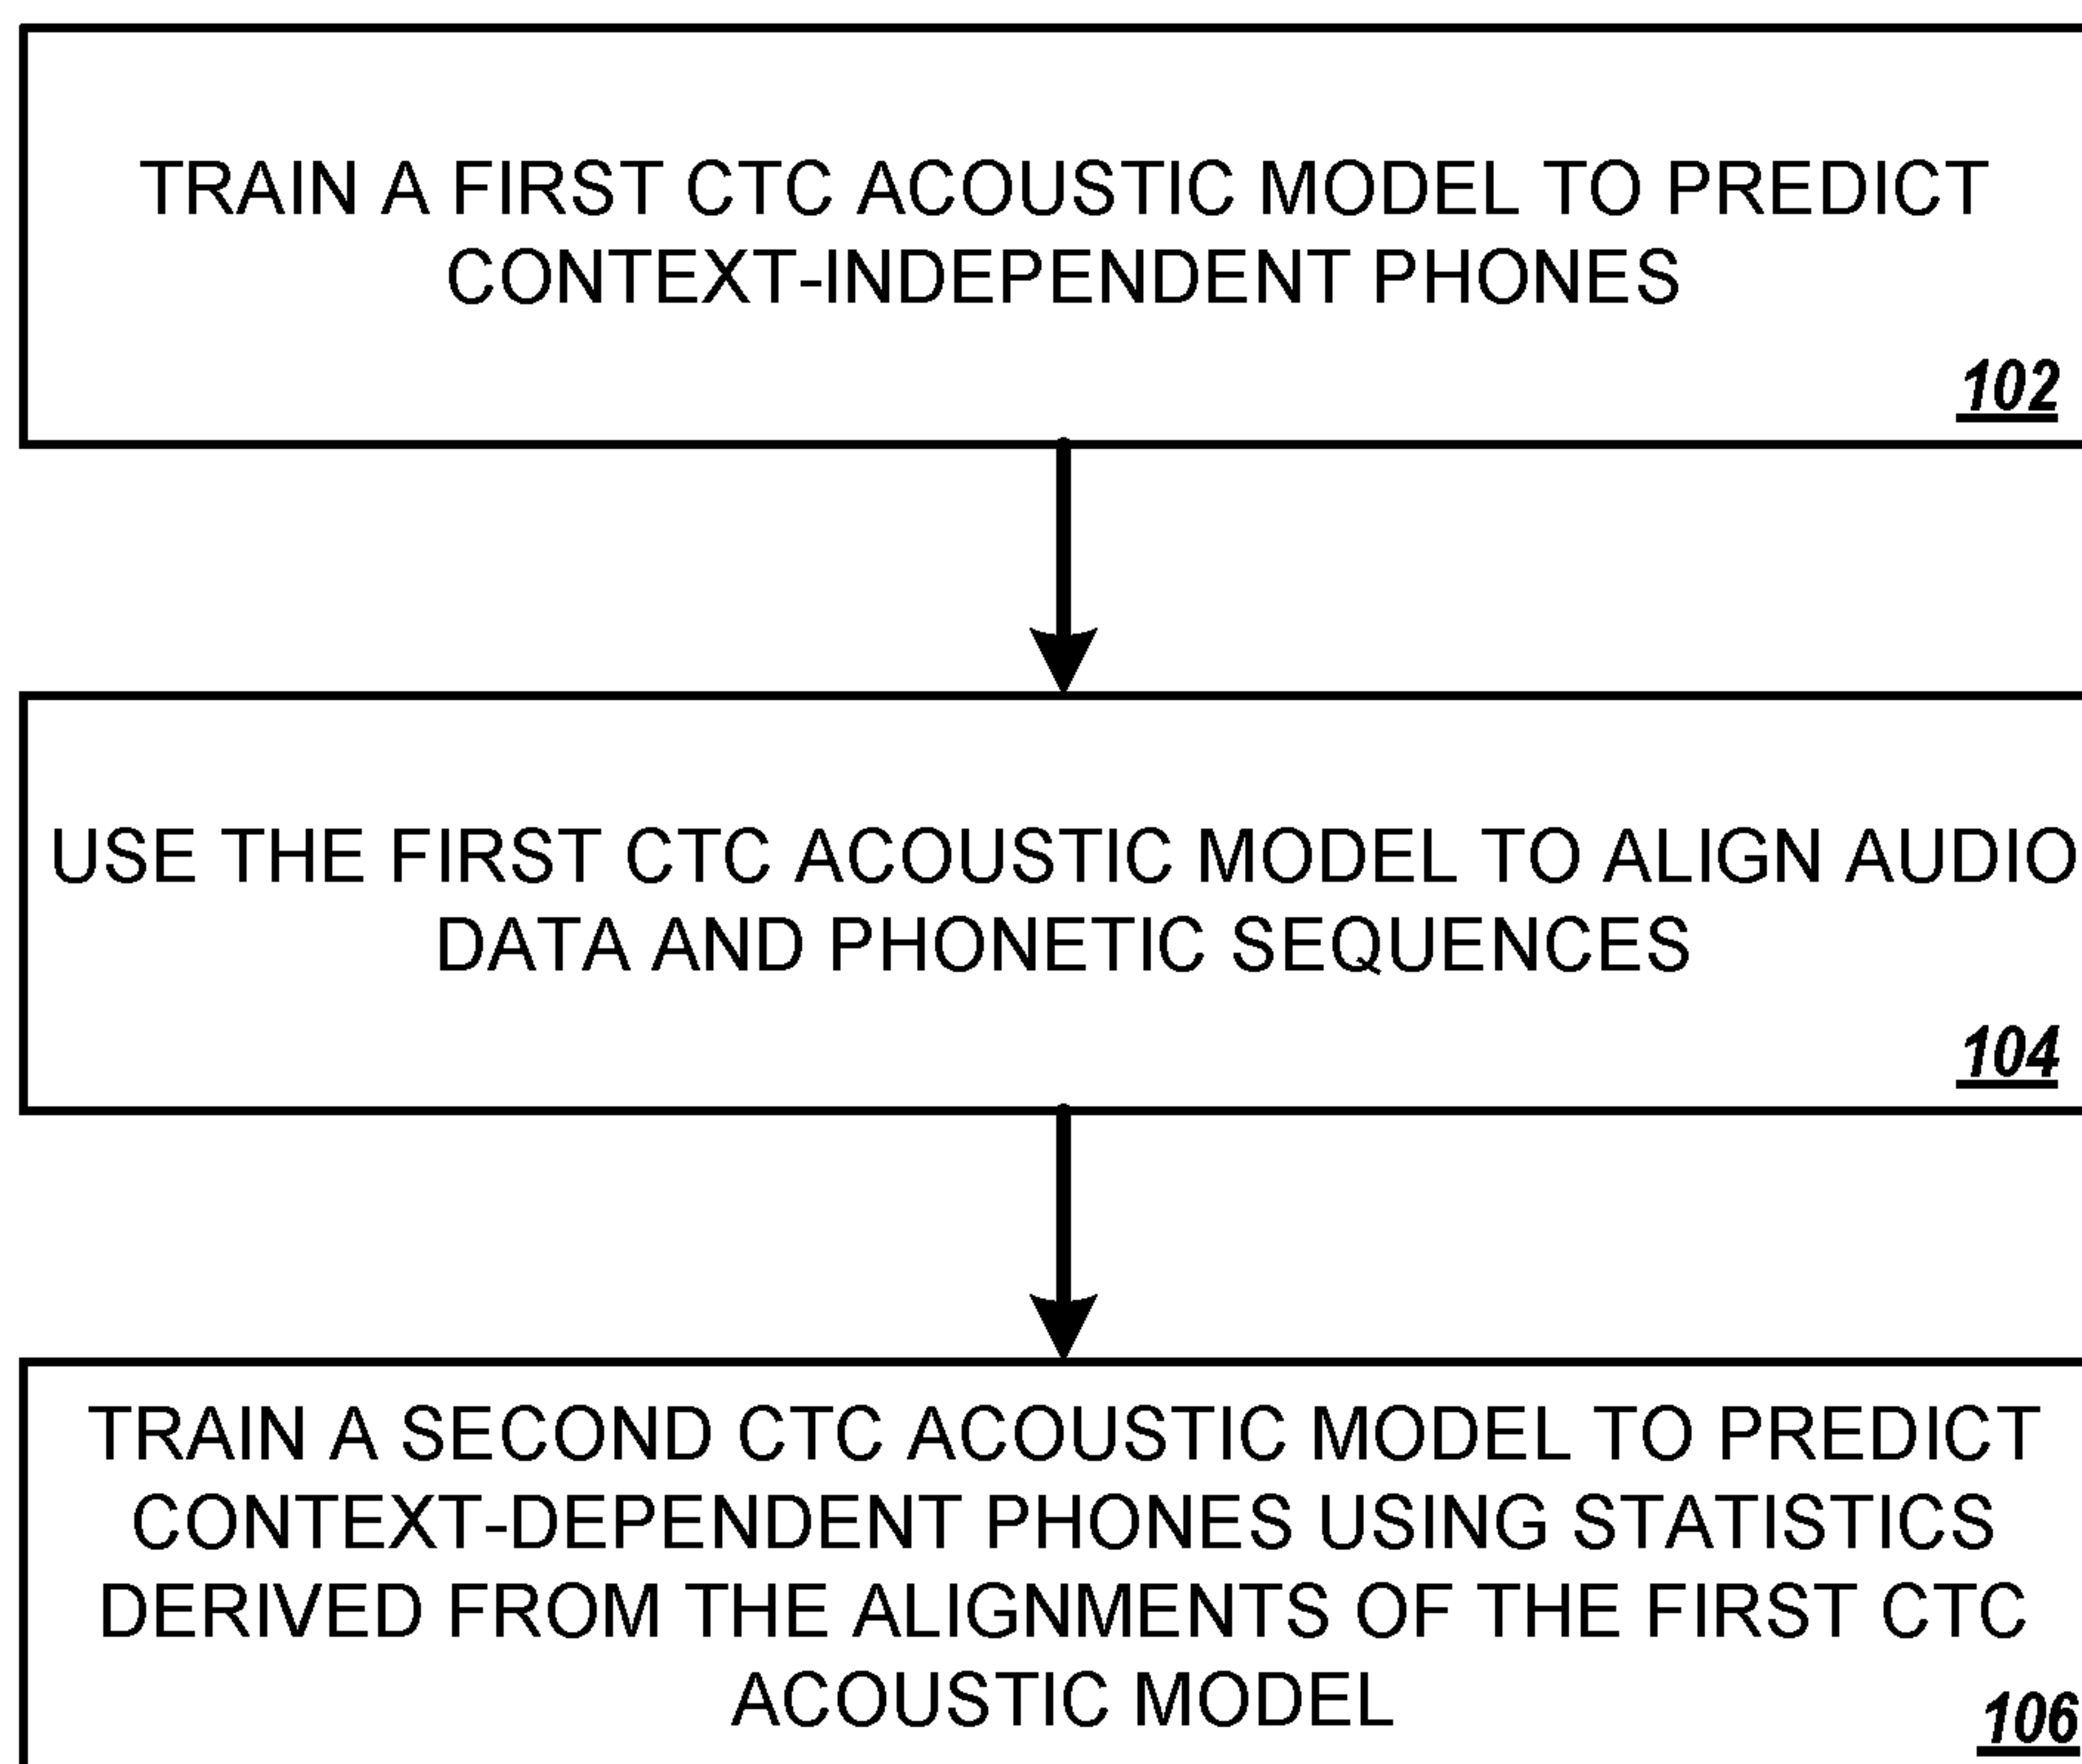 TRAIN A FIRST CTC ACOUSTIC MODEL TO PREDICT
CONTEXT-INDEPENDENT PHONES
102
USE THE FIRST CTC ACOUSTIC MODEL TO ALIGN AUDIO
DATA AND PHONETIC SEQUENCES
104
TRAIN A SECOND CTC ACOUSTIC MODEL TO PREDICT
CONTEXT-DEPENDENT PHONES USING STATISTICS
DERIVED FROM THE ALIGNMENTS OF THE FIRST CTC
ACOUSTIC MODEL
106